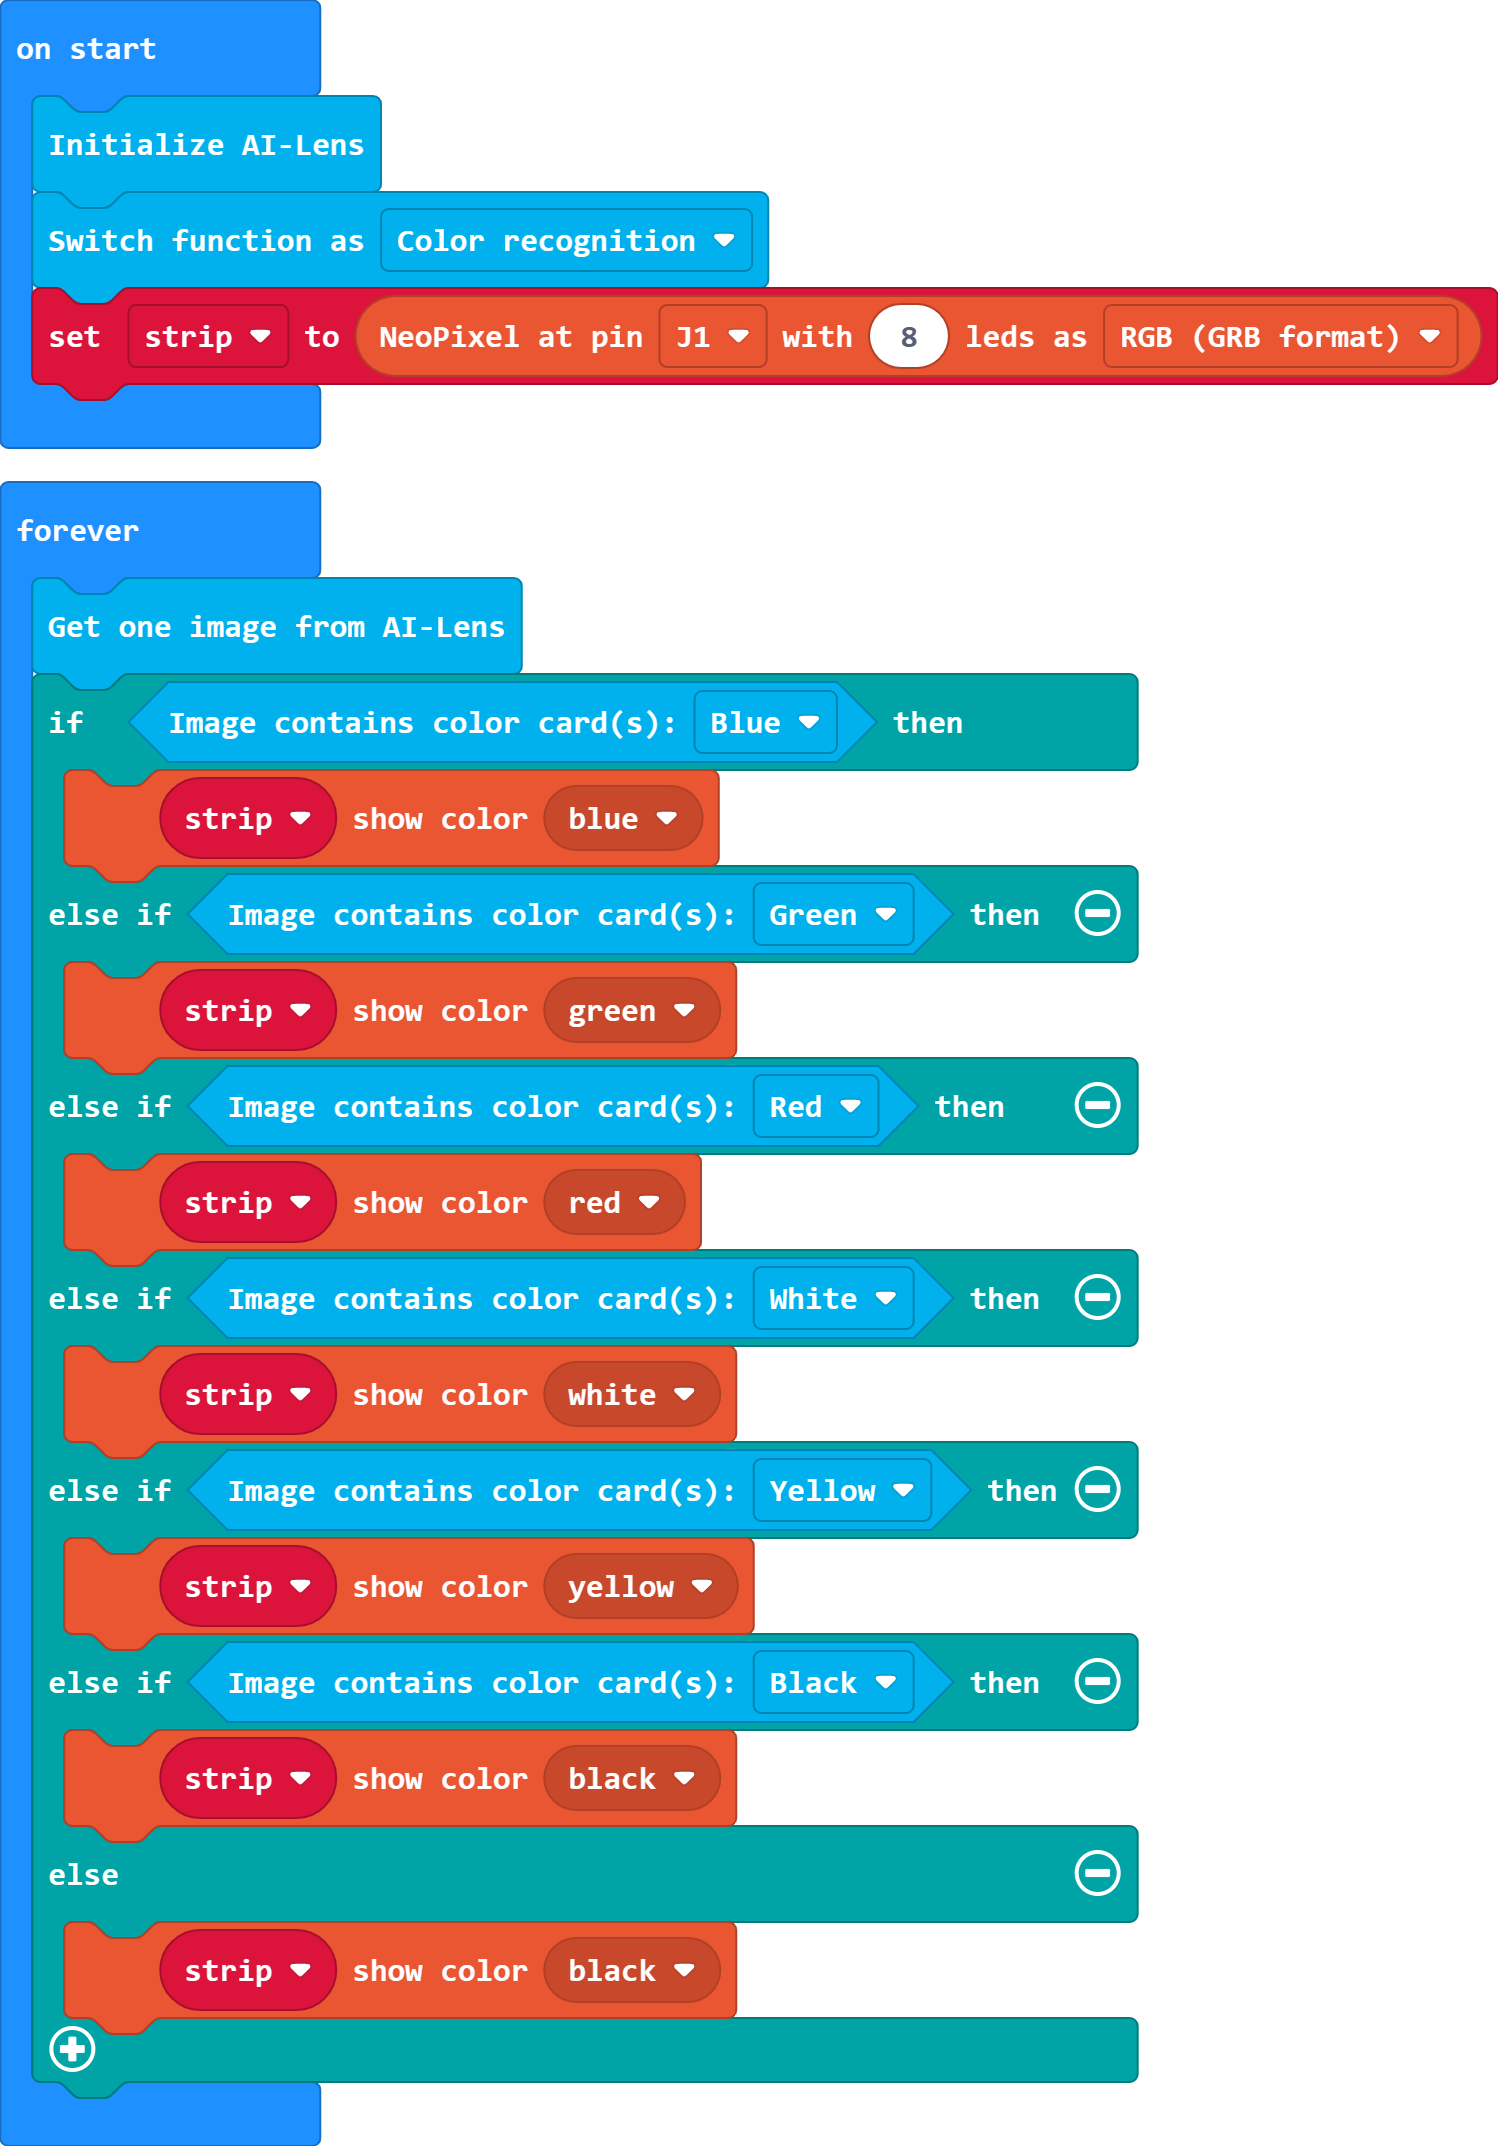 on start
Initialize AI-Lens
Switch function as Color recognition
set strip to NeoPixel at pin J1 with 8 leds as RGB (GRB format)
forever
Get one image from AI-Lens
if Image contains color card(s): Blue then
strip show color blue
else if Image contains color card(s): Green then
strip show color green
else if Image contains color card(s): Red then
strip show color red
else if Image contains color card(s): White then
strip show color white
else if Image contains color card(s): Yellow then
strip show color yellow
else if Image contains color card(s): Black then
strip show color black
else
strip show color black